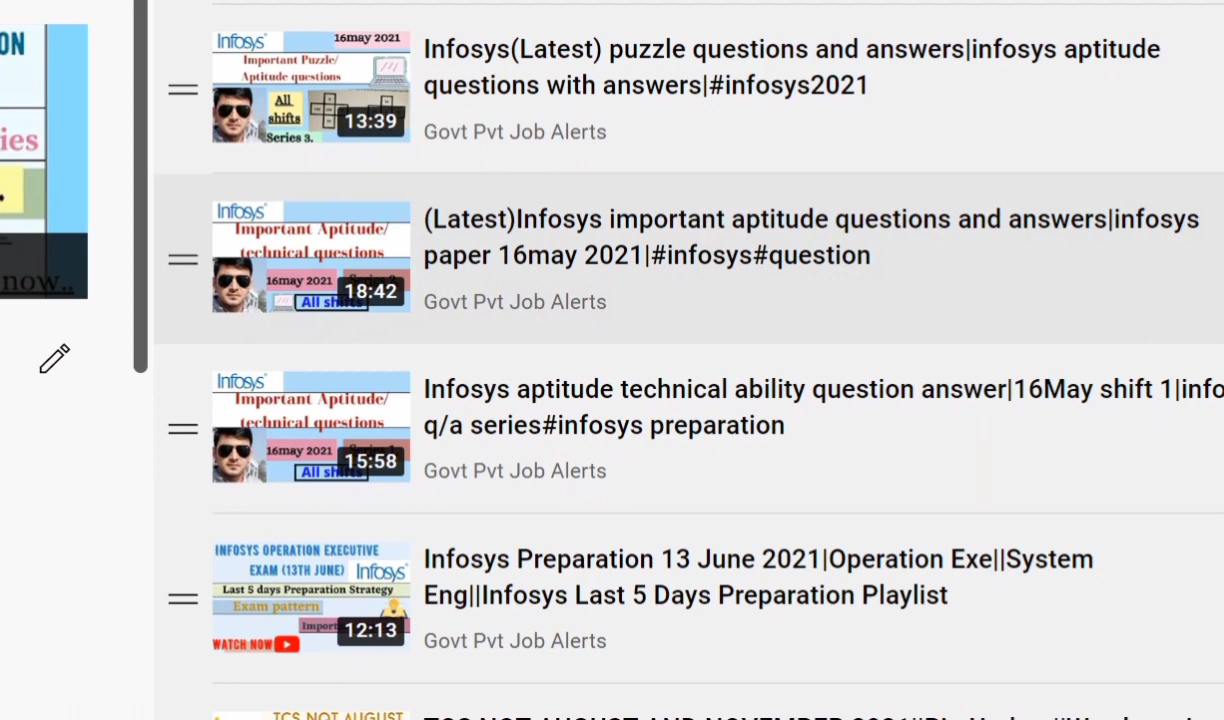 ON
ies
now..
Infosys
16may 2021
Important Puzzle/
Aptitude questions
All
shifts
13:39
Series 3.
Infosys(Latest) puzzle questions and answers|infosys aptitude
questions with answers|#infosys2021
Govt Pvt Job Alerts
Infosys
Important Aptitude/
technical questions
16may 2021
18:42
All shifts
(Latest)Infosys important aptitude questions and answers|infosys
paper 16may 2021|#infosys#question
Govt Pvt Job Alerts
Infosys
Important Aptitude/
technical questions
16may 2021
15:58
All shifts
Infosys aptitude technical ability question answer|16May shift 1|info
q/a series#infosys preparation
Govt Pvt Job Alerts
INFOSYS OPERATION EXECUTIVE
EXAM (13TH JUNE) Infosys
Last 5 days Preparation Strategy
Exam pattern
Import
12:13
WATCH NOW
Infosys Preparation 13 June 2021|Operation Exe||System
Eng||Infosys Last 5 Days Preparation Playlist
Govt Pvt Job Alerts
TCS NQT AUGUST